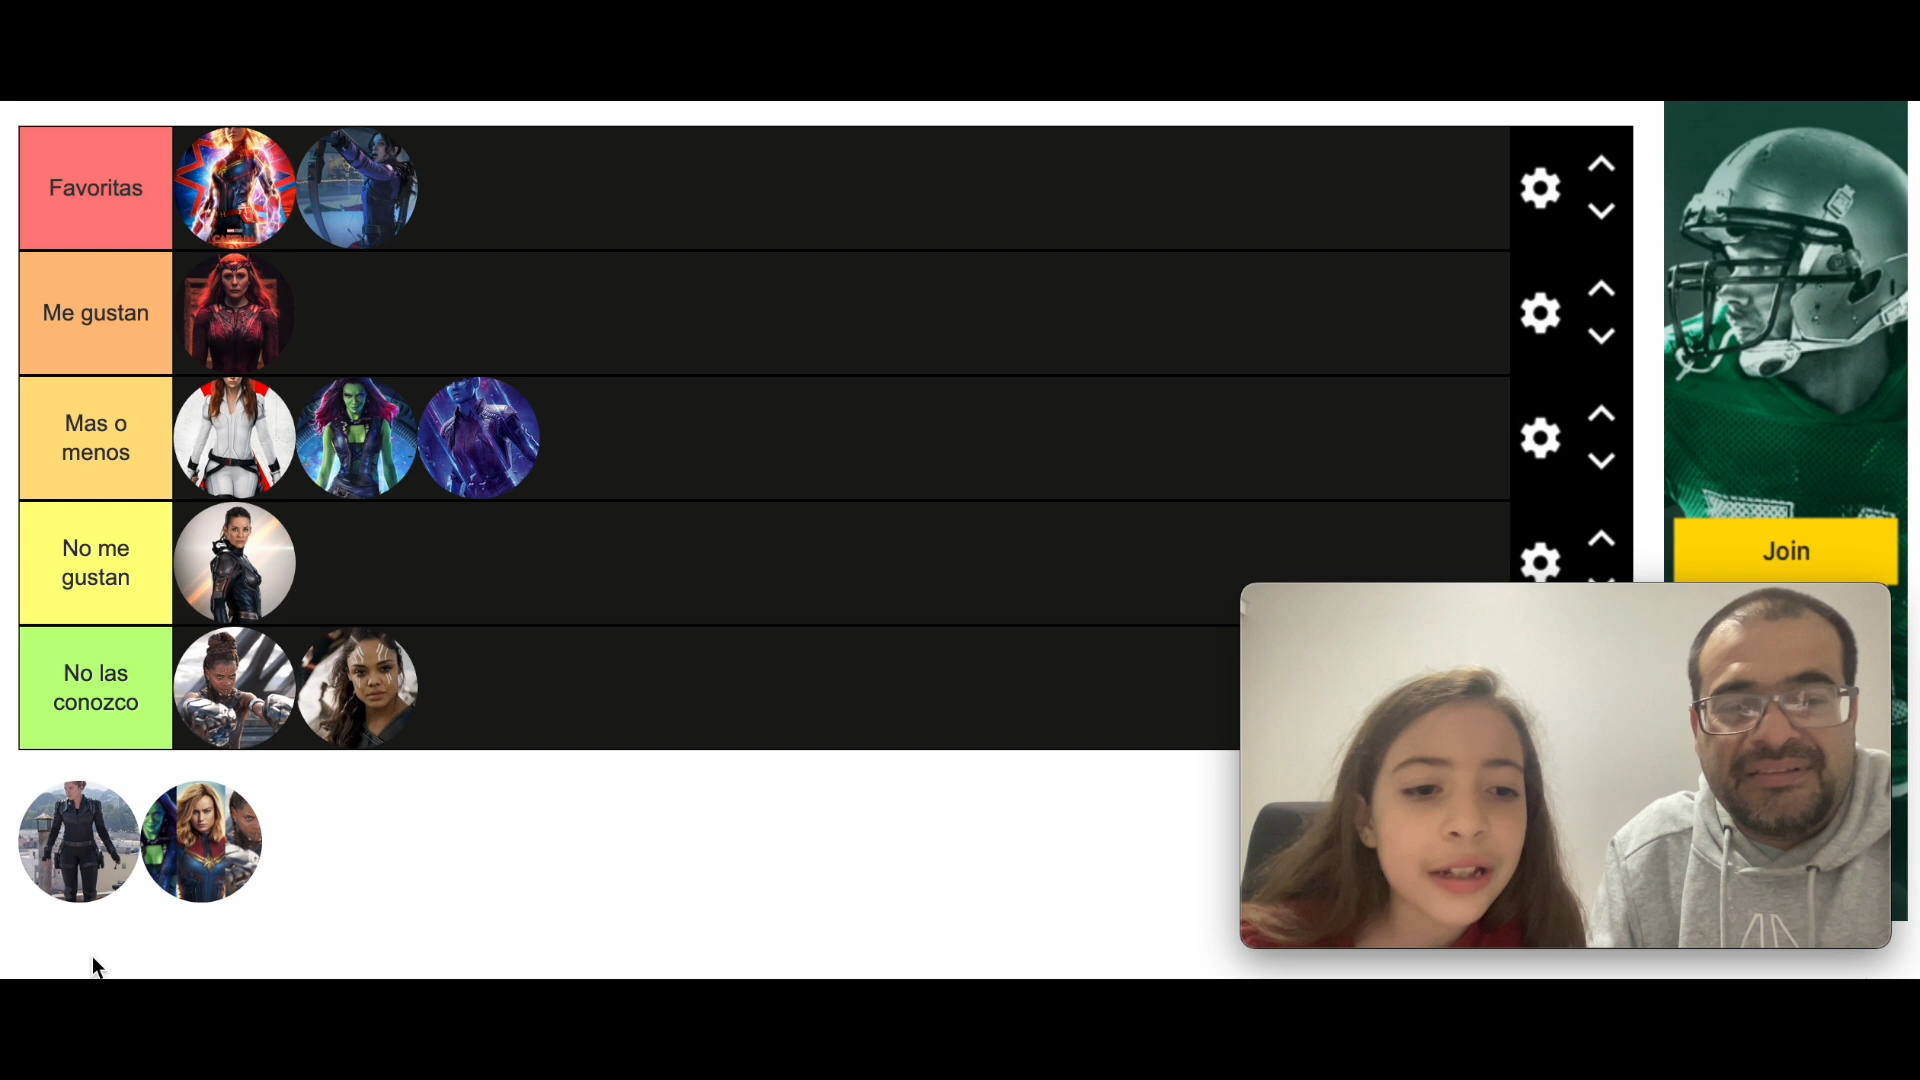 Favoritas
Me gustan
Mas o
menos
No me
gustan
No las
conozco
Join